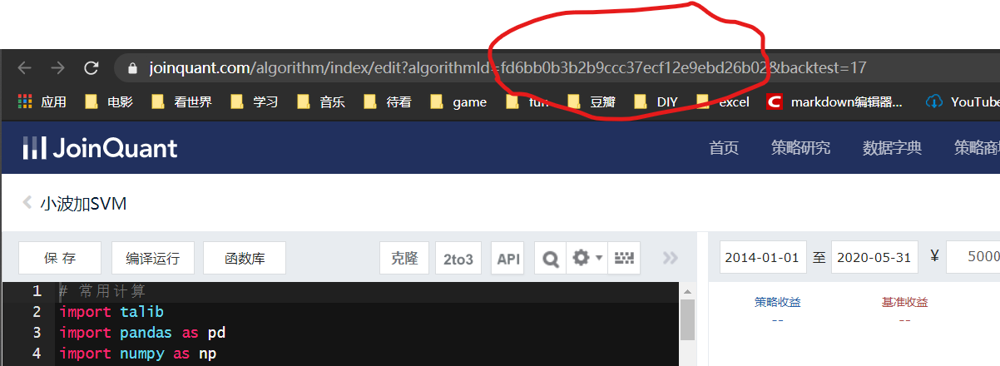 joinquant.com/algorithm/index/edit?algorithmId=fd6bb0b3b2b9ccc37ecf12e9ebd26b02&backtest=17
应用 电影 看世界 学习 音乐 待看 game fun 豆瓣 DIY excel markdown编辑器... YouTube
JoinQuant 首页 策略研究 数据字典 策略商
小波加SVM
保存 编译运行 函数库 克隆 2to3 API 2014-01-01 至 2020-05-31 ¥ 5000
策略收益 基准收益
-- --
1 # 常用计算
2 import talib
3 import pandas as pd
4 import numpy as np